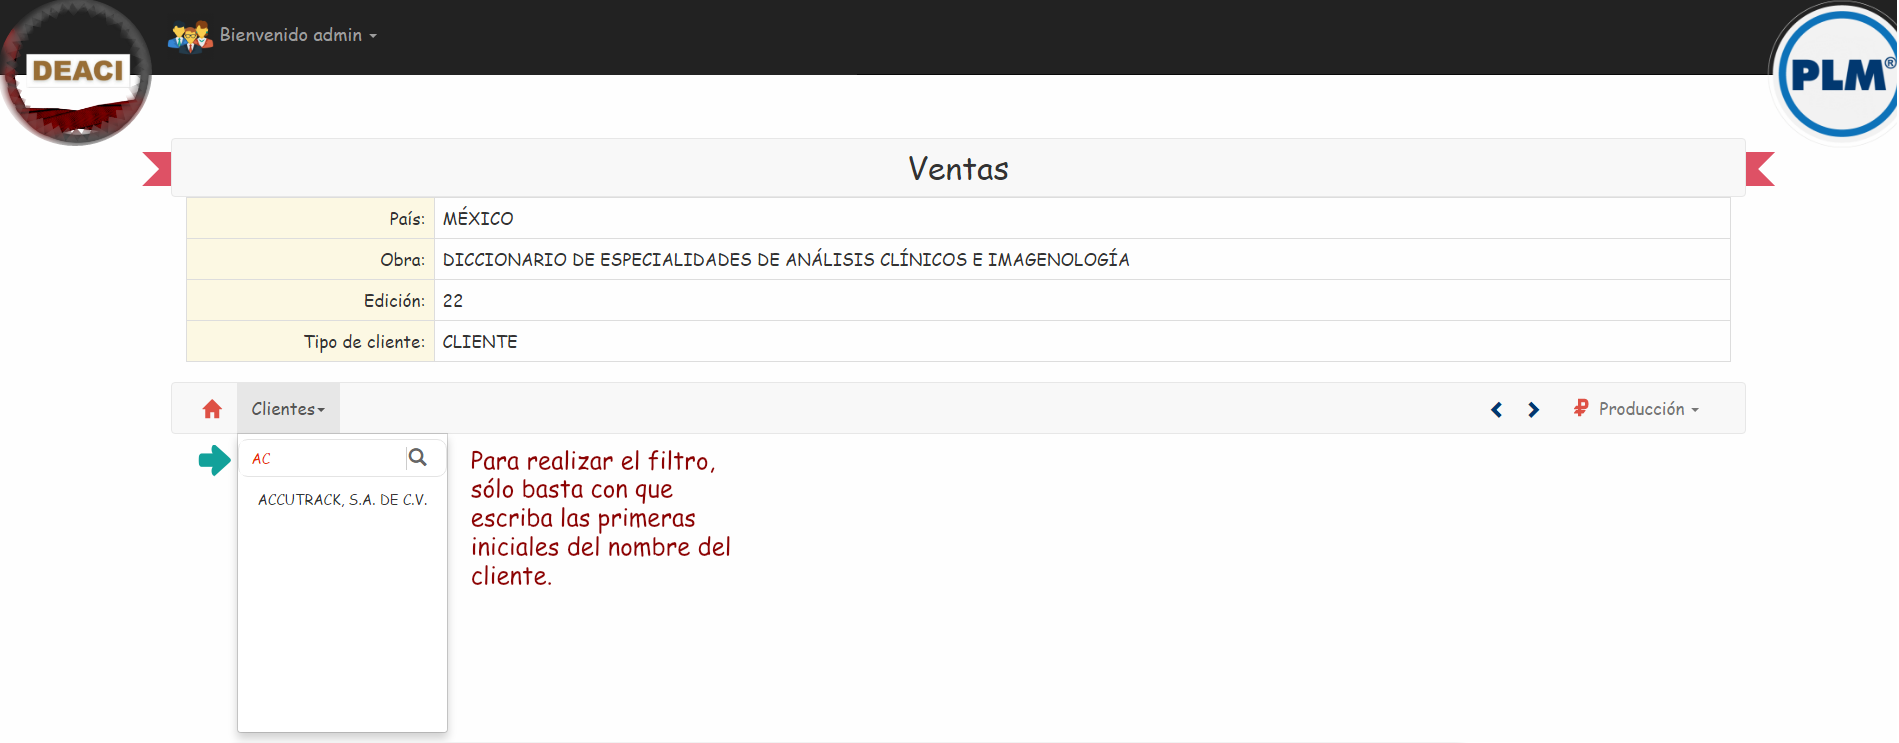 Bienvenido admin
DEACI
PLM®
Ventas
País: MÉXICO
Obra: DICCIONARIO DE ESPECIALIDADES DE ANÁLISIS CLÍNICOS E IMAGENOLOGÍA
Edición: 22
Tipo de cliente: CLIENTE
Clientes
Producción
AC
ACCUTRACK, S.A. DE C.V.
Para realizar el filtro,
sólo basta con que
escriba las primeras
iniciales del nombre del
cliente.